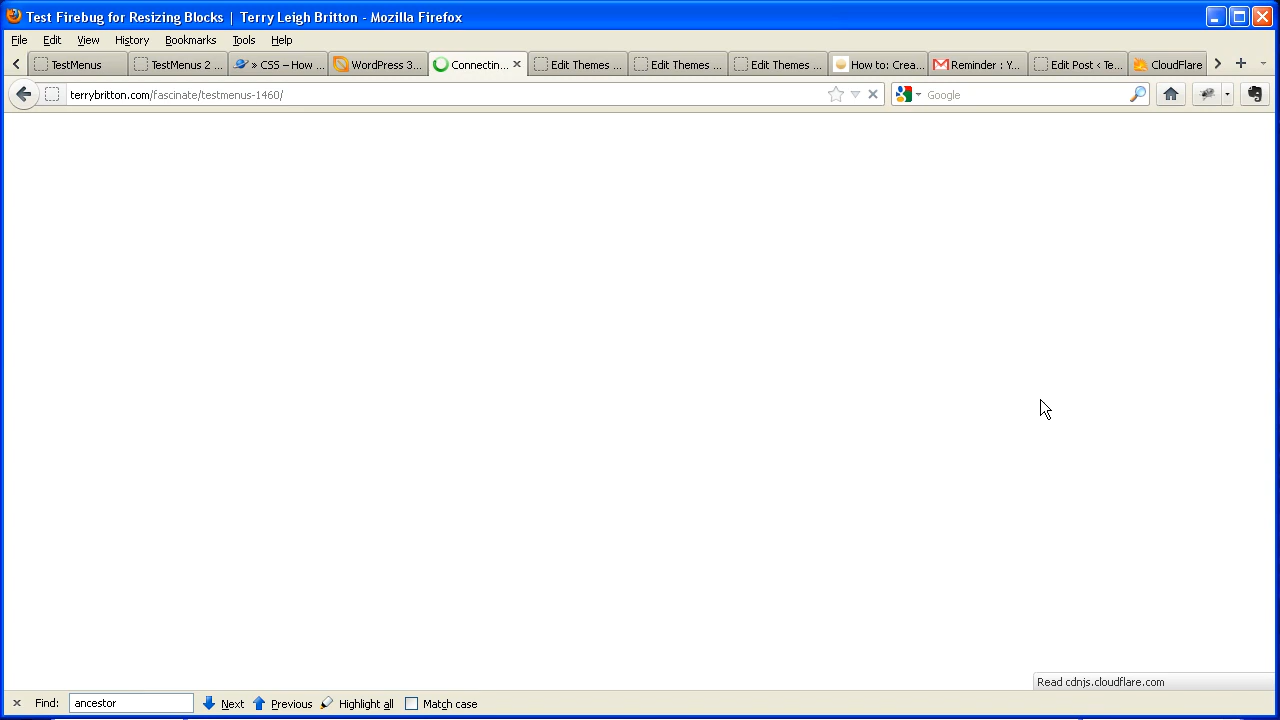 Test Firebug for Resizing Blocks | Terry Leigh Britton - Mozilla Firefox
File Edit View History Bookmarks Tools Help
TestMenus TestMenus 2 ... » CSS – How ... WordPress 3... Connectin... Edit Themes ... Edit Themes ... Edit Themes ... How to: Crea... Reminder : Y... Edit Post ‹ Te... CloudFlare
terrybritton.com/fascinate/testmenus-1460/ Google
Read cdnjs.cloudflare.com
Find: ancestor Next Previous Highlight all Match case